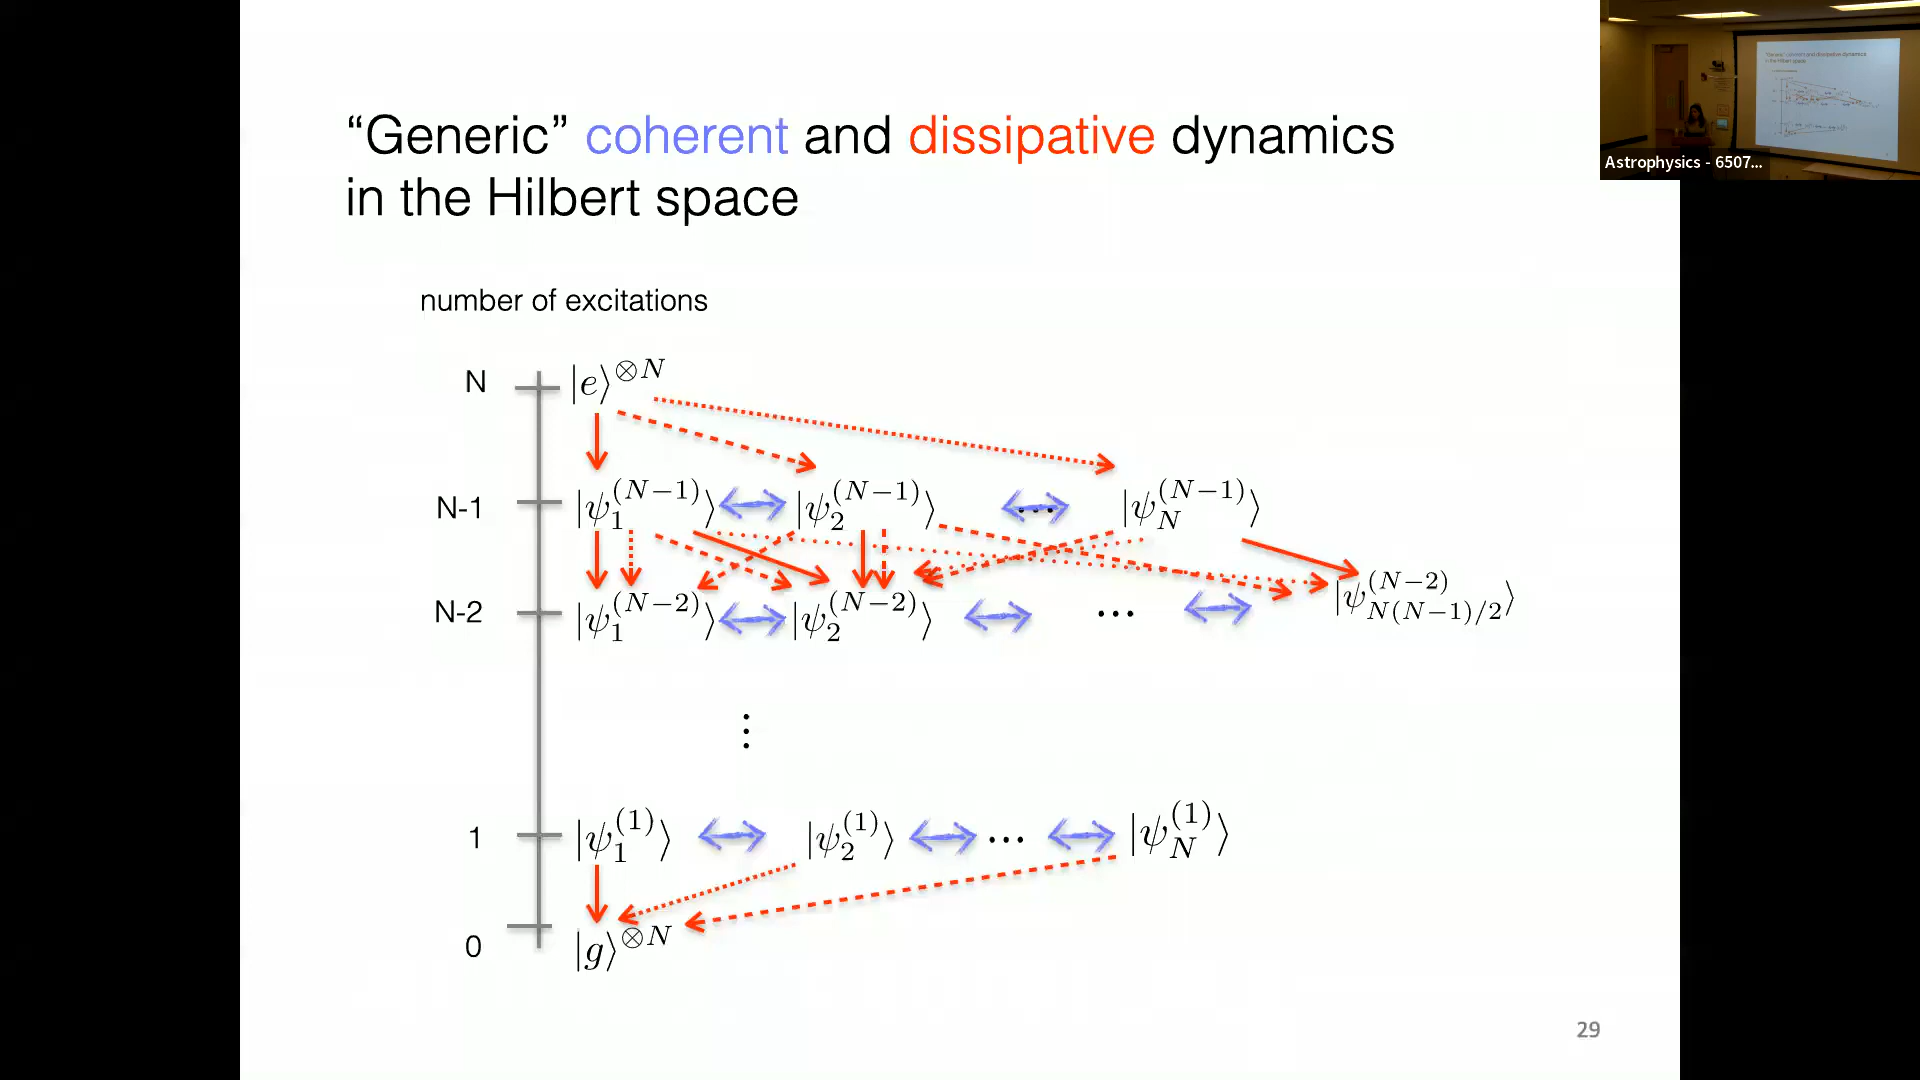 “Generic” coherent and dissipative dynamics
in the Hilbert space
number of excitations
N |e⟩^{⊗N}
N-1 |ψ_1^{(N−1)}⟩ |ψ_2^{(N−1)}⟩ ... |ψ_N^{(N−1)}⟩
N-2 |ψ_1^{(N−2)}⟩ |ψ_2^{(N−2)}⟩ ... |ψ_{N(N−1)/2}^{(N−2)}⟩
⋮
1 |ψ_1^{(1)}⟩ |ψ_2^{(1)}⟩ ... |ψ_N^{(1)}⟩
0 |g⟩^{⊗N}
29
Astrophysics - 6507...